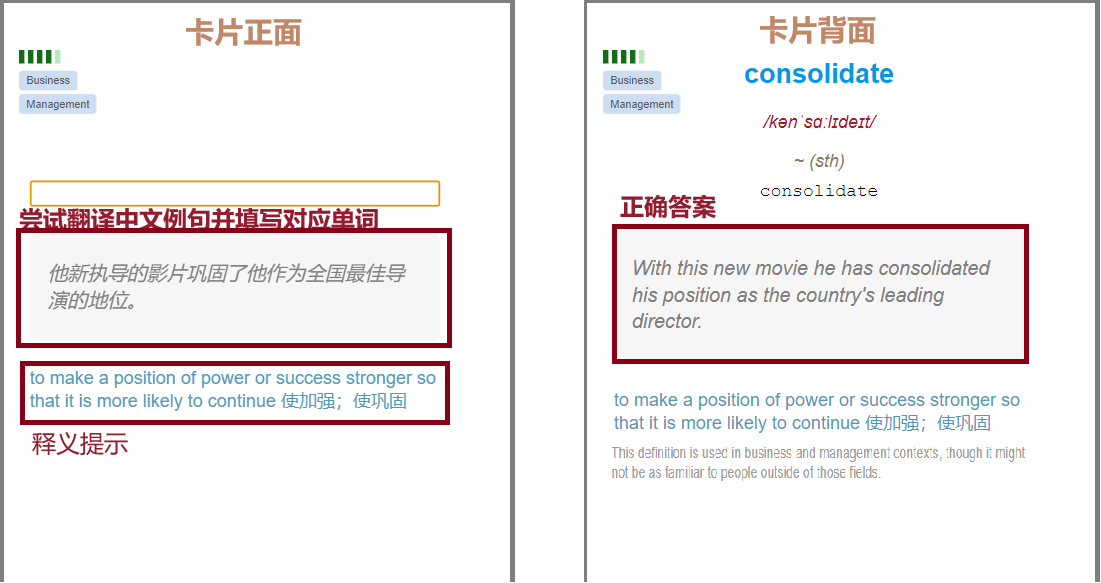 卡片正面
Business
Management
尝试翻译中文例句并填写对应单词
他新执导的影片巩固了他作为全国最佳导
演的地位。
to make a position of power or success stronger so
that it is more likely to continue 使加强；使巩固
释义提示
卡片背面
Business
Management
consolidate
/kənˈsɑːlɪdeɪt/
~ (sth)
consolidate
正确答案
With this new movie he has consolidated
his position as the country's leading
director.
to make a position of power or success stronger so
that it is more likely to continue 使加强；使巩固
This definition is used in business and management contexts, though it might
not be as familiar to people outside of those fields.